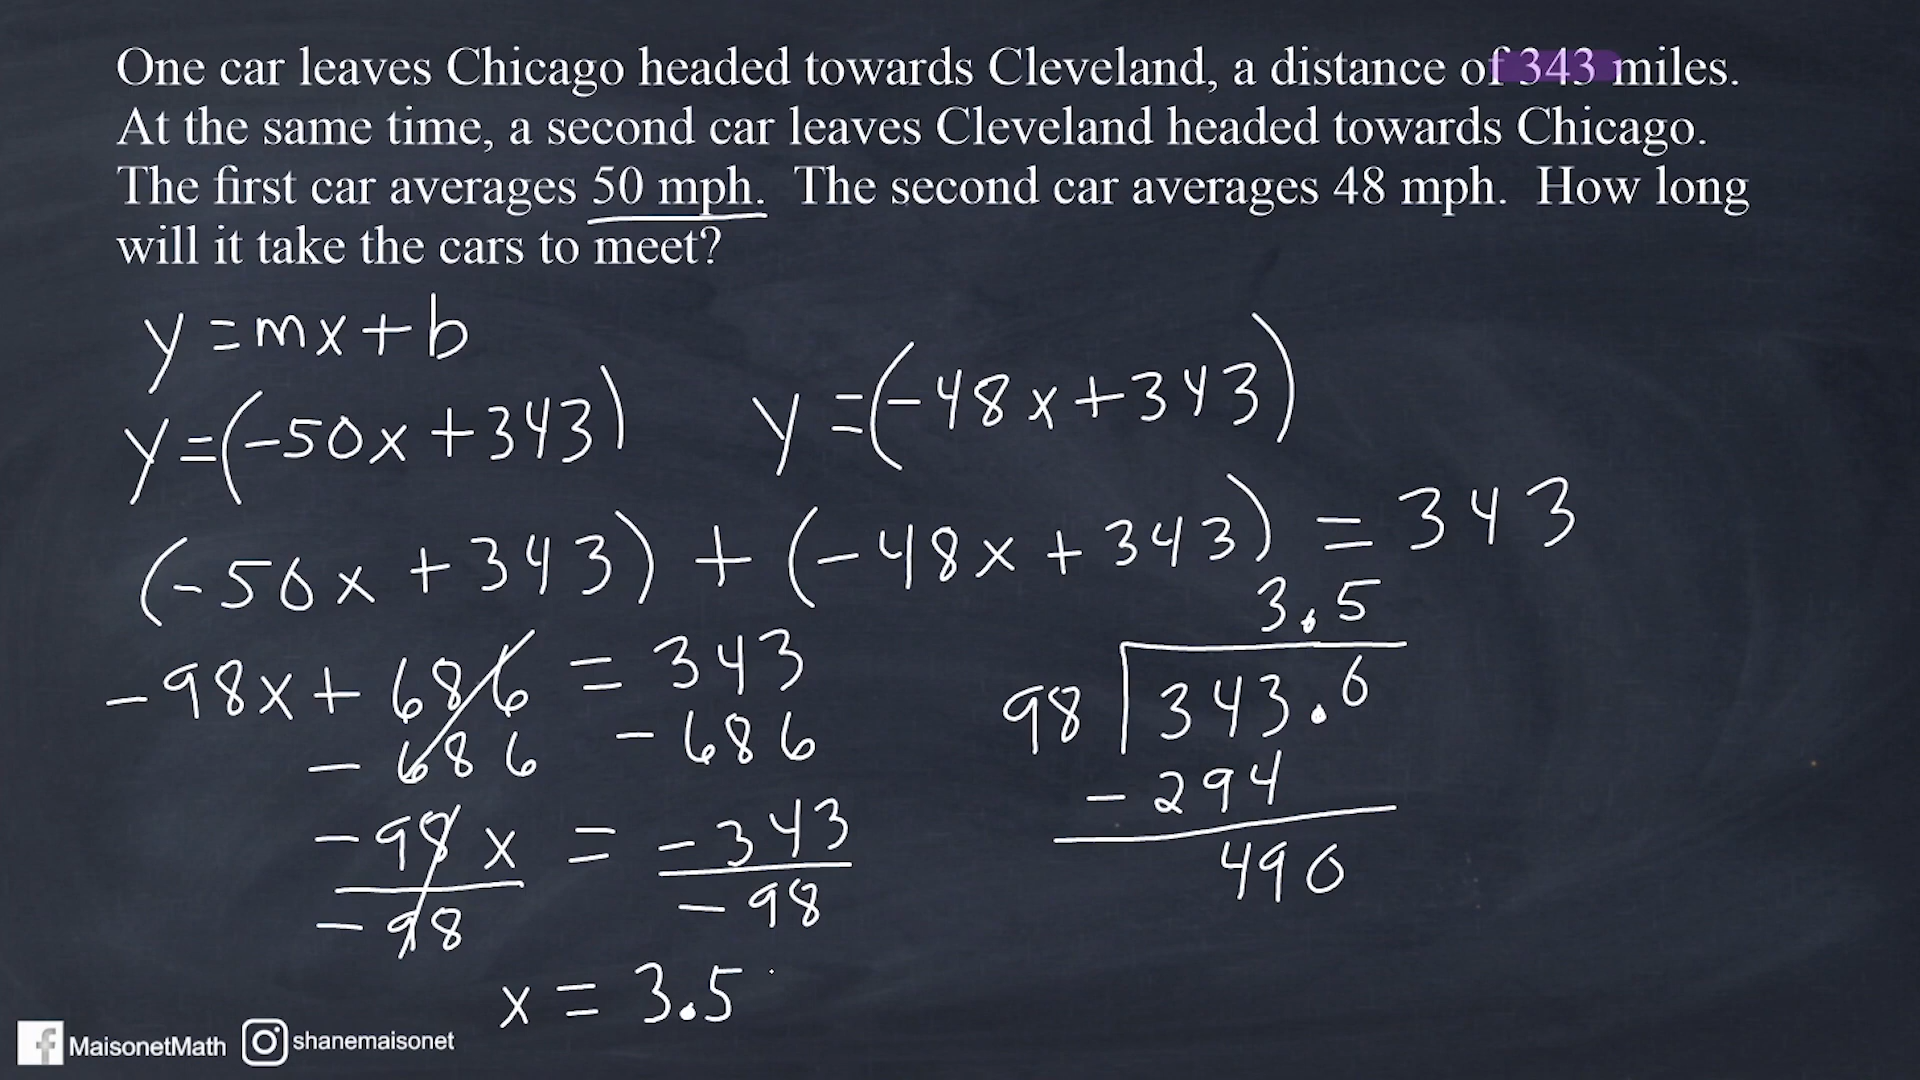 One car leaves Chicago headed towards Cleveland, a distance of 343 miles.
At the same time, a second car leaves Cleveland headed towards Chicago.
The first car averages 50 mph. The second car averages 48 mph. How long
will it take the cars to meet?
y = mx + b
y = (-50x + 343)
y = (-48x + 343)
(-50x + 343) + (-48x + 343) = 343
-98x + 686 = 343
- 686 - 686
-98x = -343
-98 -98
x = 3.5
3.5
98 343.0
- 294
490
MaisonetMath
shanemaisonet